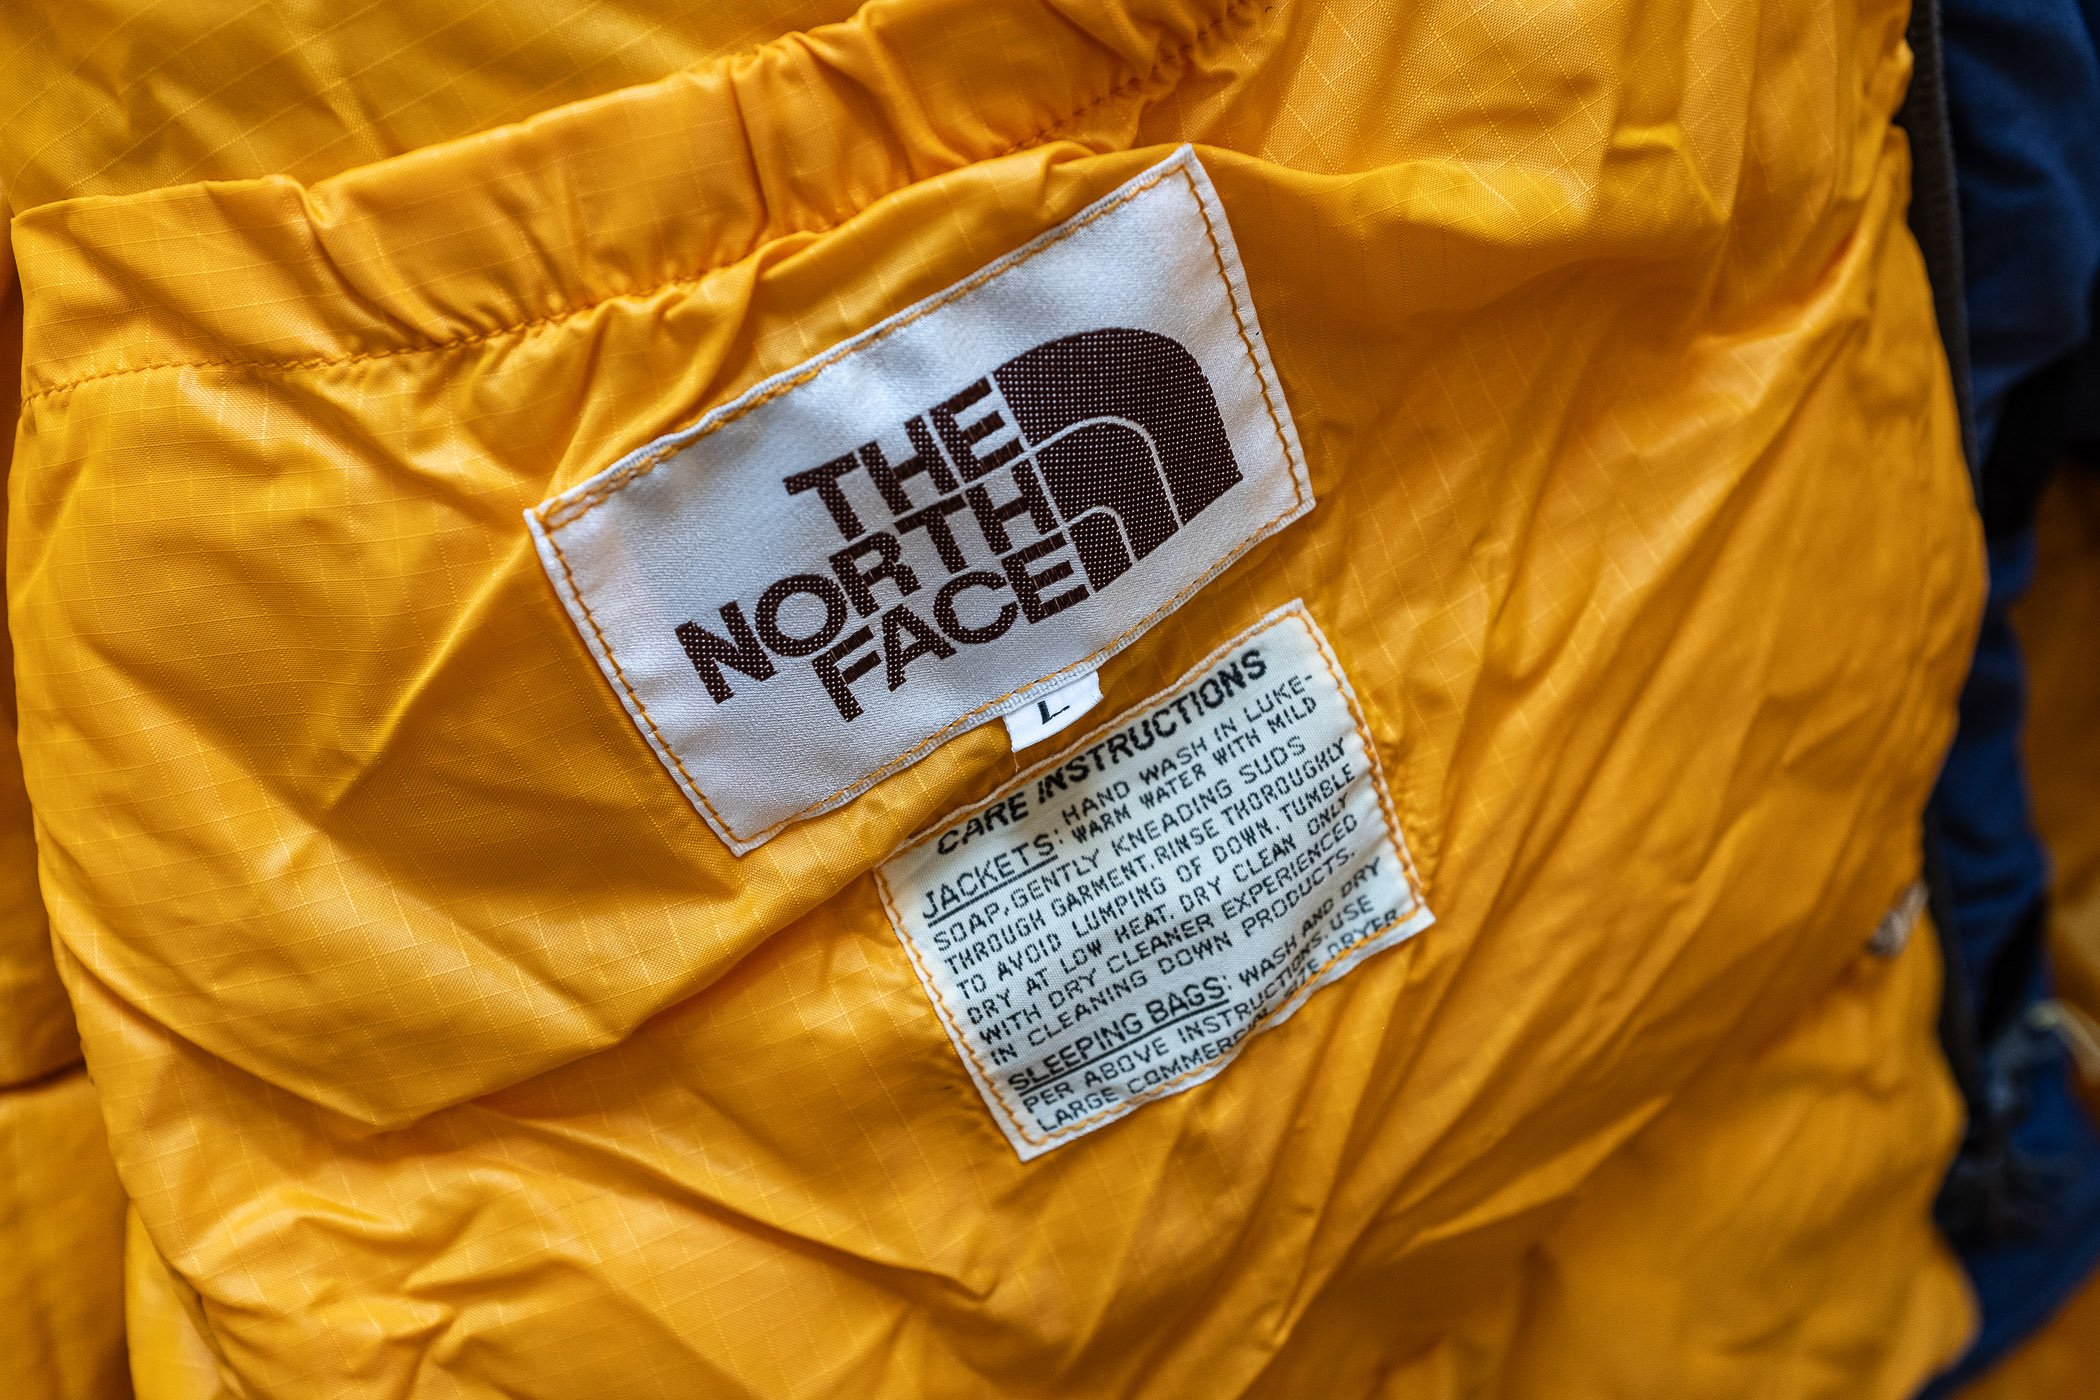 THE
NORTH
FACE
L
CARE INSTRUCTIONS
JACKETS: HAND WASH IN LUKE-
WARM WATER WITH MILD
SOAP, GENTLY KNEADING SUDS
THROUGH GARMENT. RINSE THOROUGHLY
TO AVOID LUMPING OF DOWN. TUMBLE
DRY AT LOW HEAT. DRY CLEAN ONLY
WITH DRY CLEANER EXPERIENCED
IN CLEANING DOWN PRODUCTS.
SLEEPING BAGS: WASH AND DRY
PER ABOVE INSTRUCTIONS. USE
LARGE COMMERCIAL SIZE DRYER.